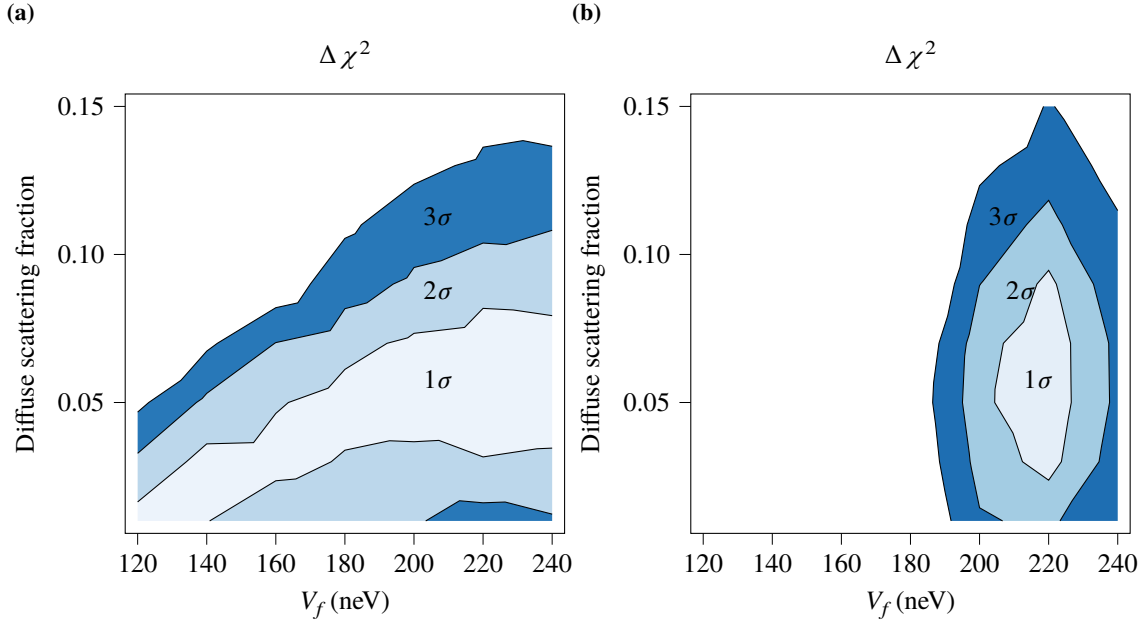 (a)
Δ χ²
Diffuse scattering fraction
0.15
0.10
0.05
3σ
2σ
1σ
120 140 160 180 200 220 240
V_f (neV)
(b)
Δ χ²
Diffuse scattering fraction
0.15
0.10
0.05
3σ
2σ
1σ
120 140 160 180 200 220 240
V_f (neV)